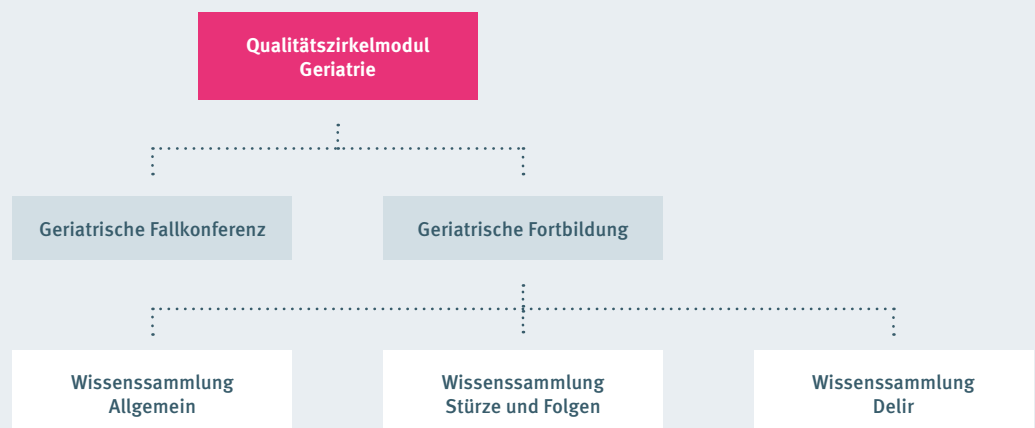 Qualitätszirkelmodul
Geriatrie
Geriatrische Fallkonferenz
Geriatrische Fortbildung
Wissenssammlung
Allgemein
Wissenssammlung
Stürze und Folgen
Wissenssammlung
Delir